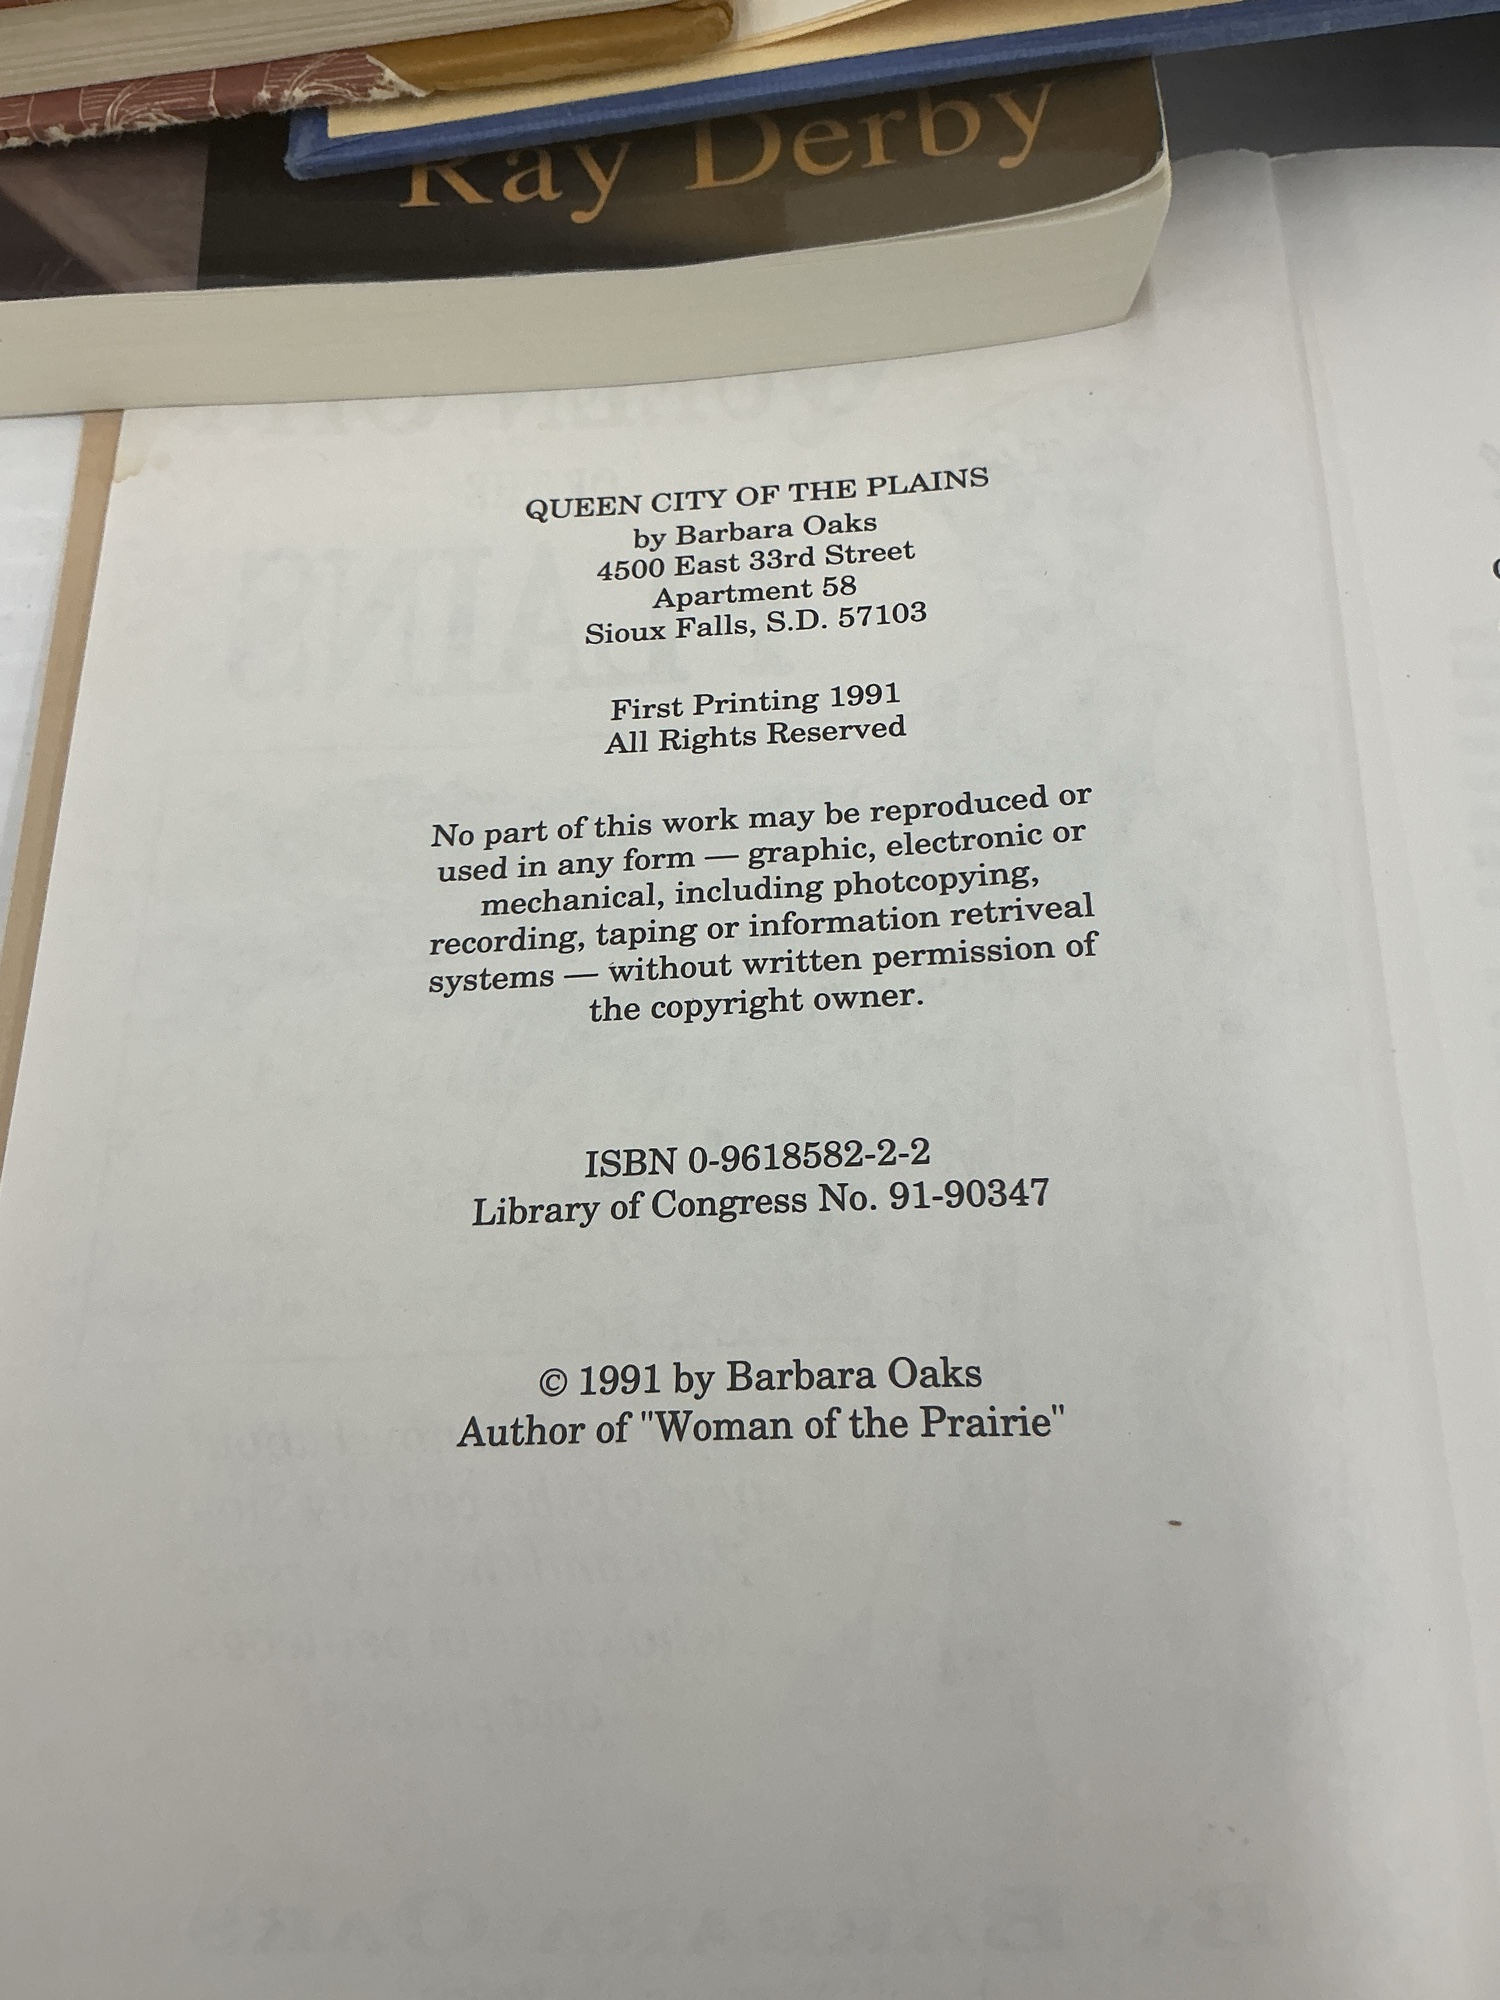 Ray Derby
QUEEN CITY OF THE PLAINS
by Barbara Oaks
4500 East 33rd Street
Apartment 58
Sioux Falls, S.D. 57103
First Printing 1991
All Rights Reserved
No part of this work may be reproduced or
used in any form — graphic, electronic or
mechanical, including photcopying,
recording, taping or information retriveal
systems — without written permission of
the copyright owner.
ISBN 0-9618582-2-2
Library of Congress No. 91-90347
© 1991 by Barbara Oaks
Author of "Woman of the Prairie"